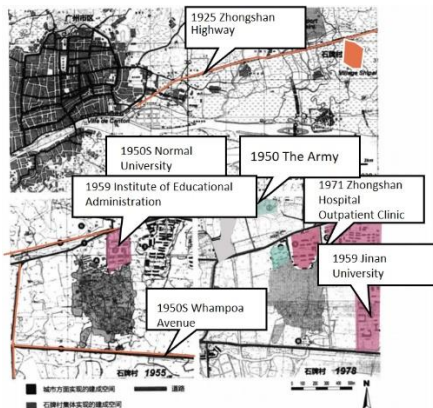 广州市区
1925 Zhongshan
Highway
石牌村
Village Shipai
Ville de Canton
1950S Normal
University
1950 The Army
1959 Institute of Educational
Administration
1971 Zhongshan
Hospital
Outpatient Clinic
1959 Jinan
University
1950S Whampoa
Avenue
石牌村 1955
石牌村 1978
城市方面实现的建成空间
道路
石牌村集体实现的建成空间
N